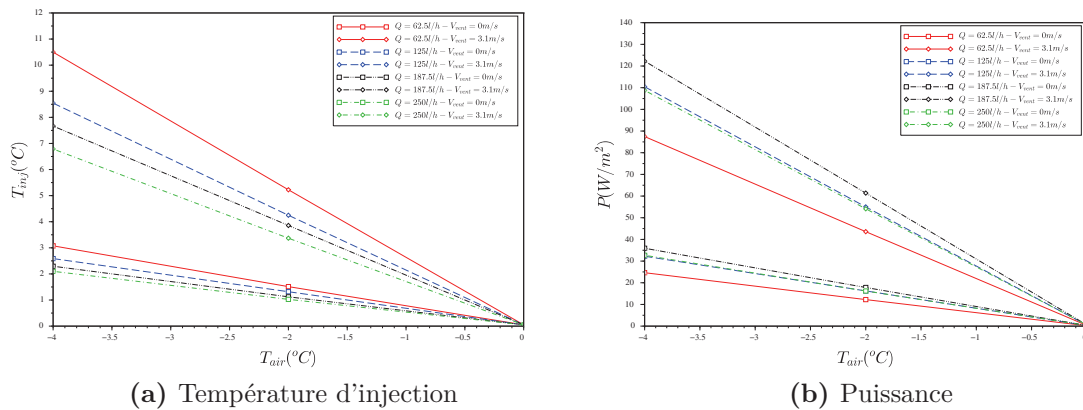 12
11
10
9
8
7
6
5
4
3
2
1
0
T_inj(°C)
−4 −3.5 −3 −2.5 −2 −1.5 −1 −0.5 0
T_air(°C)
Q = 62.5l/h − V_vent = 0m/s
Q = 62.5l/h − V_vent = 3.1m/s
Q = 125l/h − V_vent = 0m/s
Q = 125l/h − V_vent = 3.1m/s
Q = 187.5l/h − V_vent = 0m/s
Q = 187.5l/h − V_vent = 3.1m/s
Q = 250l/h − V_vent = 0m/s
Q = 250l/h − V_vent = 3.1m/s
(a) Température d'injection
140
130
120
110
100
90
80
70
60
50
40
30
20
10
0
P(W/m²)
−4 −3.5 −3 −2.5 −2 −1.5 −1 −0.5
T_air(°C)
Q = 62.5l/h − V_vent = 0m/s
Q = 62.5l/h − V_vent = 3.1m/s
Q = 125l/h − V_vent = 0m/s
Q = 125l/h − V_vent = 3.1m/s
Q = 187.5l/h − V_vent = 0m/s
Q = 187.5l/h − V_vent = 3.1m/s
Q = 250l/h − V_vent = 0m/s
Q = 250l/h − V_vent = 3.1m/s
(b) Puissance